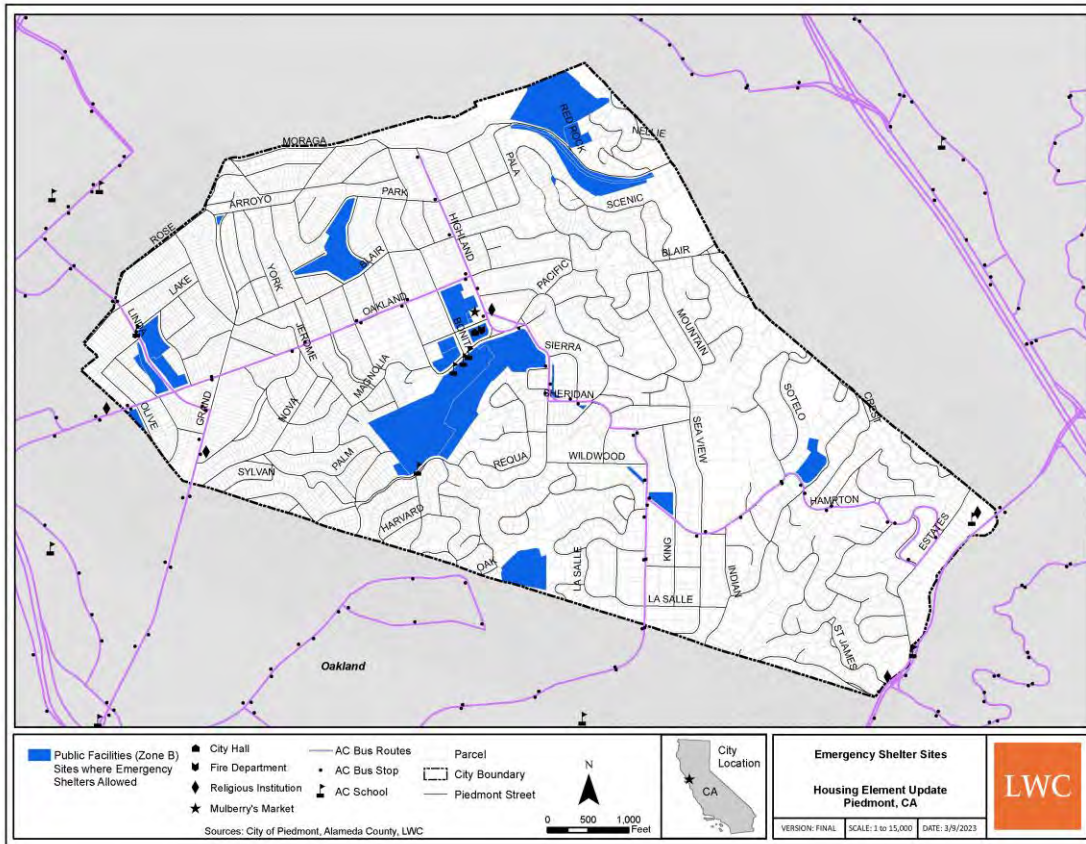 MORAGA
RED ROCK
NELLIE
PALA
PARK
ARROYO
SCENIC
HIGHLAND
ROSE
BLAIR
BLAIR
YORK
PACIFIC
LAKE
OAKLAND
LINDA
BONITA
MOUNTAIN
JEROME
SIERRA
MAGNOLIA
SHERIDAN
SOTELO
CREST
OLIVE
GRAND
NOVA
SEA VIEW
PALM
REQUA
WILDWOOD
SYLVAN
HAMPTON
HARVARD
ESTATES
OAK
LA SALLE
KING
INDIAN
LA SALLE
ST JAMES
Oakland
Public Facilities (Zone B)
Sites where Emergency
Shelters Allowed
City Hall
Fire Department
Religious Institution
Mulberry's Market
AC Bus Routes
AC Bus Stop
AC School
Parcel
City Boundary
Piedmont Street
N
0 500 1,000
Feet
Sources: City of Piedmont, Alameda County, LWC
City
Location
CA
Emergency Shelter Sites
Housing Element Update
Piedmont, CA
VERSION: FINAL SCALE: 1 to 15,000 DATE: 3/9/2023
LWC